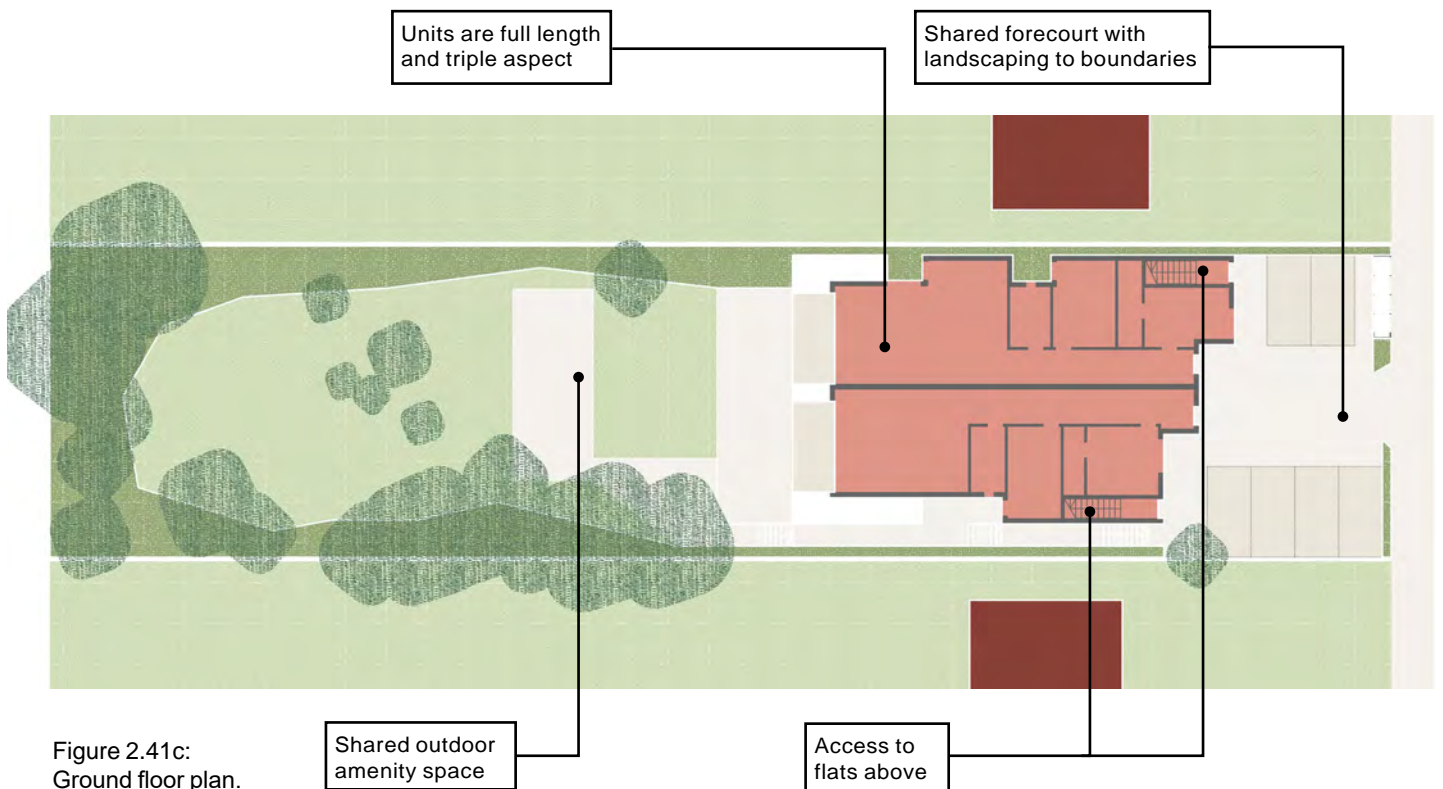 Units are full length
and triple aspect
Shared forecourt with
landscaping to boundaries
Figure 2.41c:
Ground floor plan.
Shared outdoor
amenity space
Access to
flats above